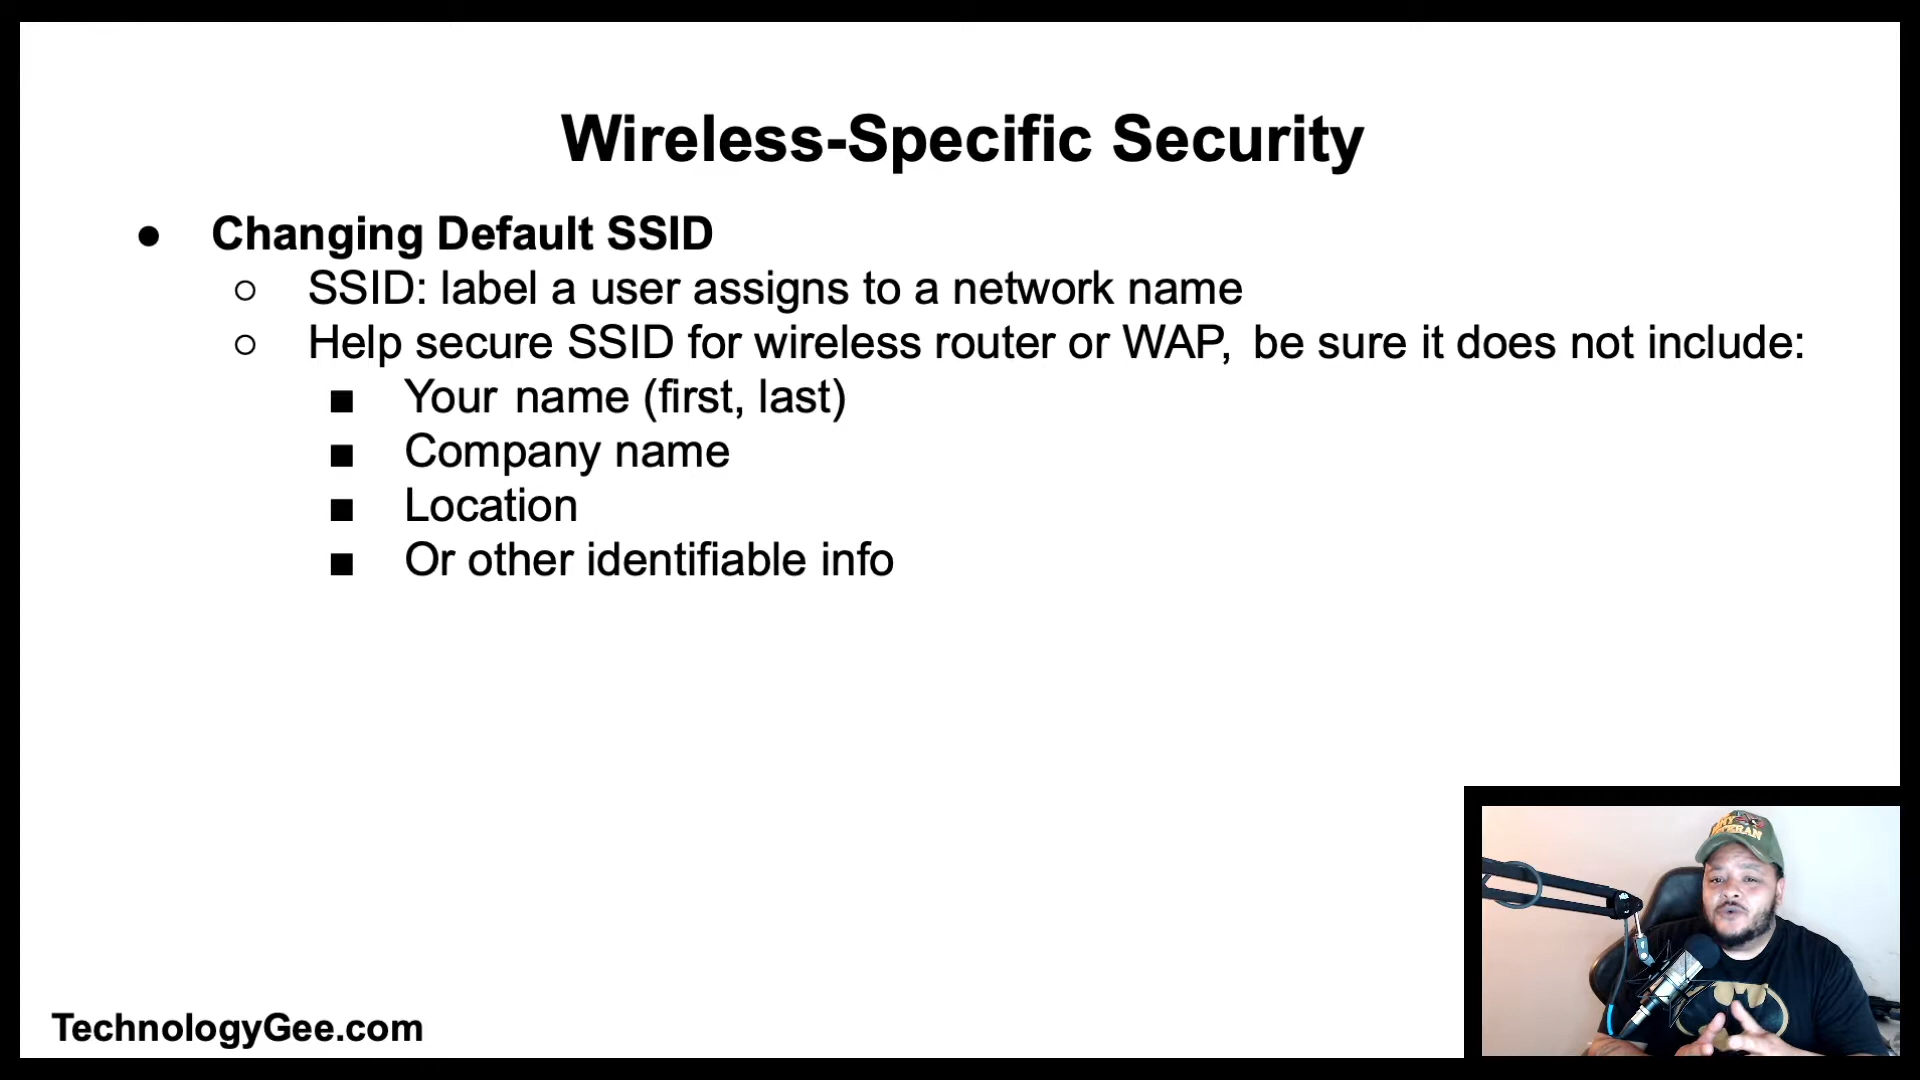 Wireless-Specific Security
● Changing Default SSID
○ SSID: label a user assigns to a network name
○ Help secure SSID for wireless router or WAP, be sure it does not include:
■ Your name (first, last)
■ Company name
■ Location
■ Or other identifiable info
TechnologyGee.com